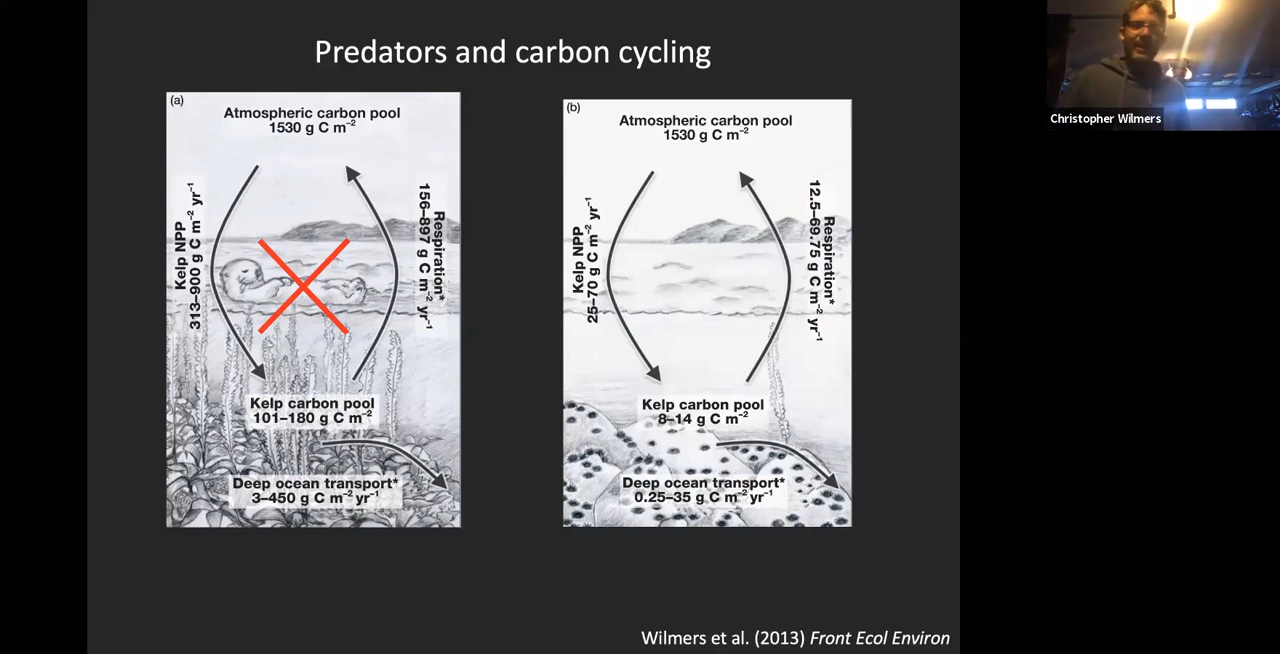 Predators and carbon cycling
(a)
Atmospheric carbon pool
1530 g C m⁻²
Kelp NPP
313–900 g C m⁻² yr⁻¹
Respiration*
156–897 g C m⁻² yr⁻¹
Kelp carbon pool
101–180 g C m⁻²
Deep ocean transport*
3–450 g C m⁻² yr⁻¹
(b)
Atmospheric carbon pool
1530 g C m⁻²
Kelp NPP
25–70 g C m⁻² yr⁻¹
Respiration*
12.5–69.75 g C m⁻² yr⁻¹
Kelp carbon pool
8–14 g C m⁻²
Deep ocean transport*
0.25–35 g C m⁻² yr⁻¹
Wilmers et al. (2013) Front Ecol Environ
Christopher Wilmers